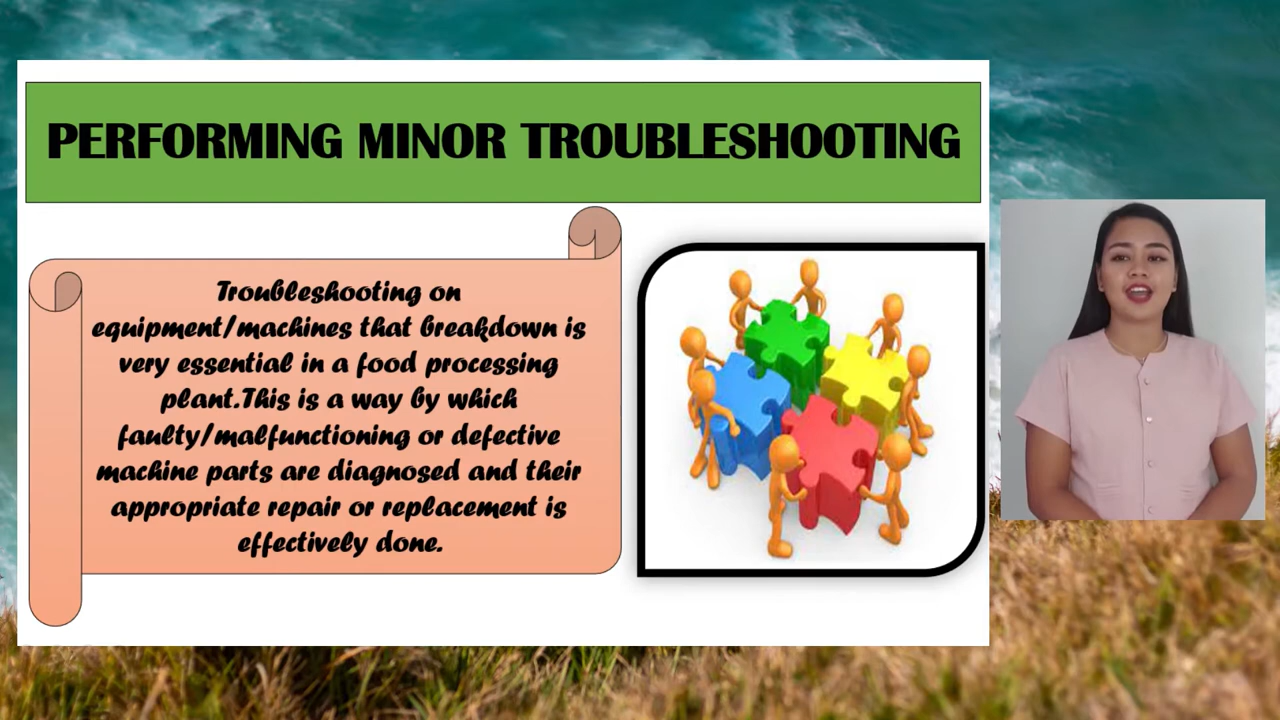 PERFORMING MINOR TROUBLESHOOTING
Troubleshooting on
equipment/machines that breakdown is
very essential in a food processing
plant.This is a way by which
faulty/malfunctioning or defective
machine parts are diagnosed and their
appropriate repair or replacement is
effectively done.